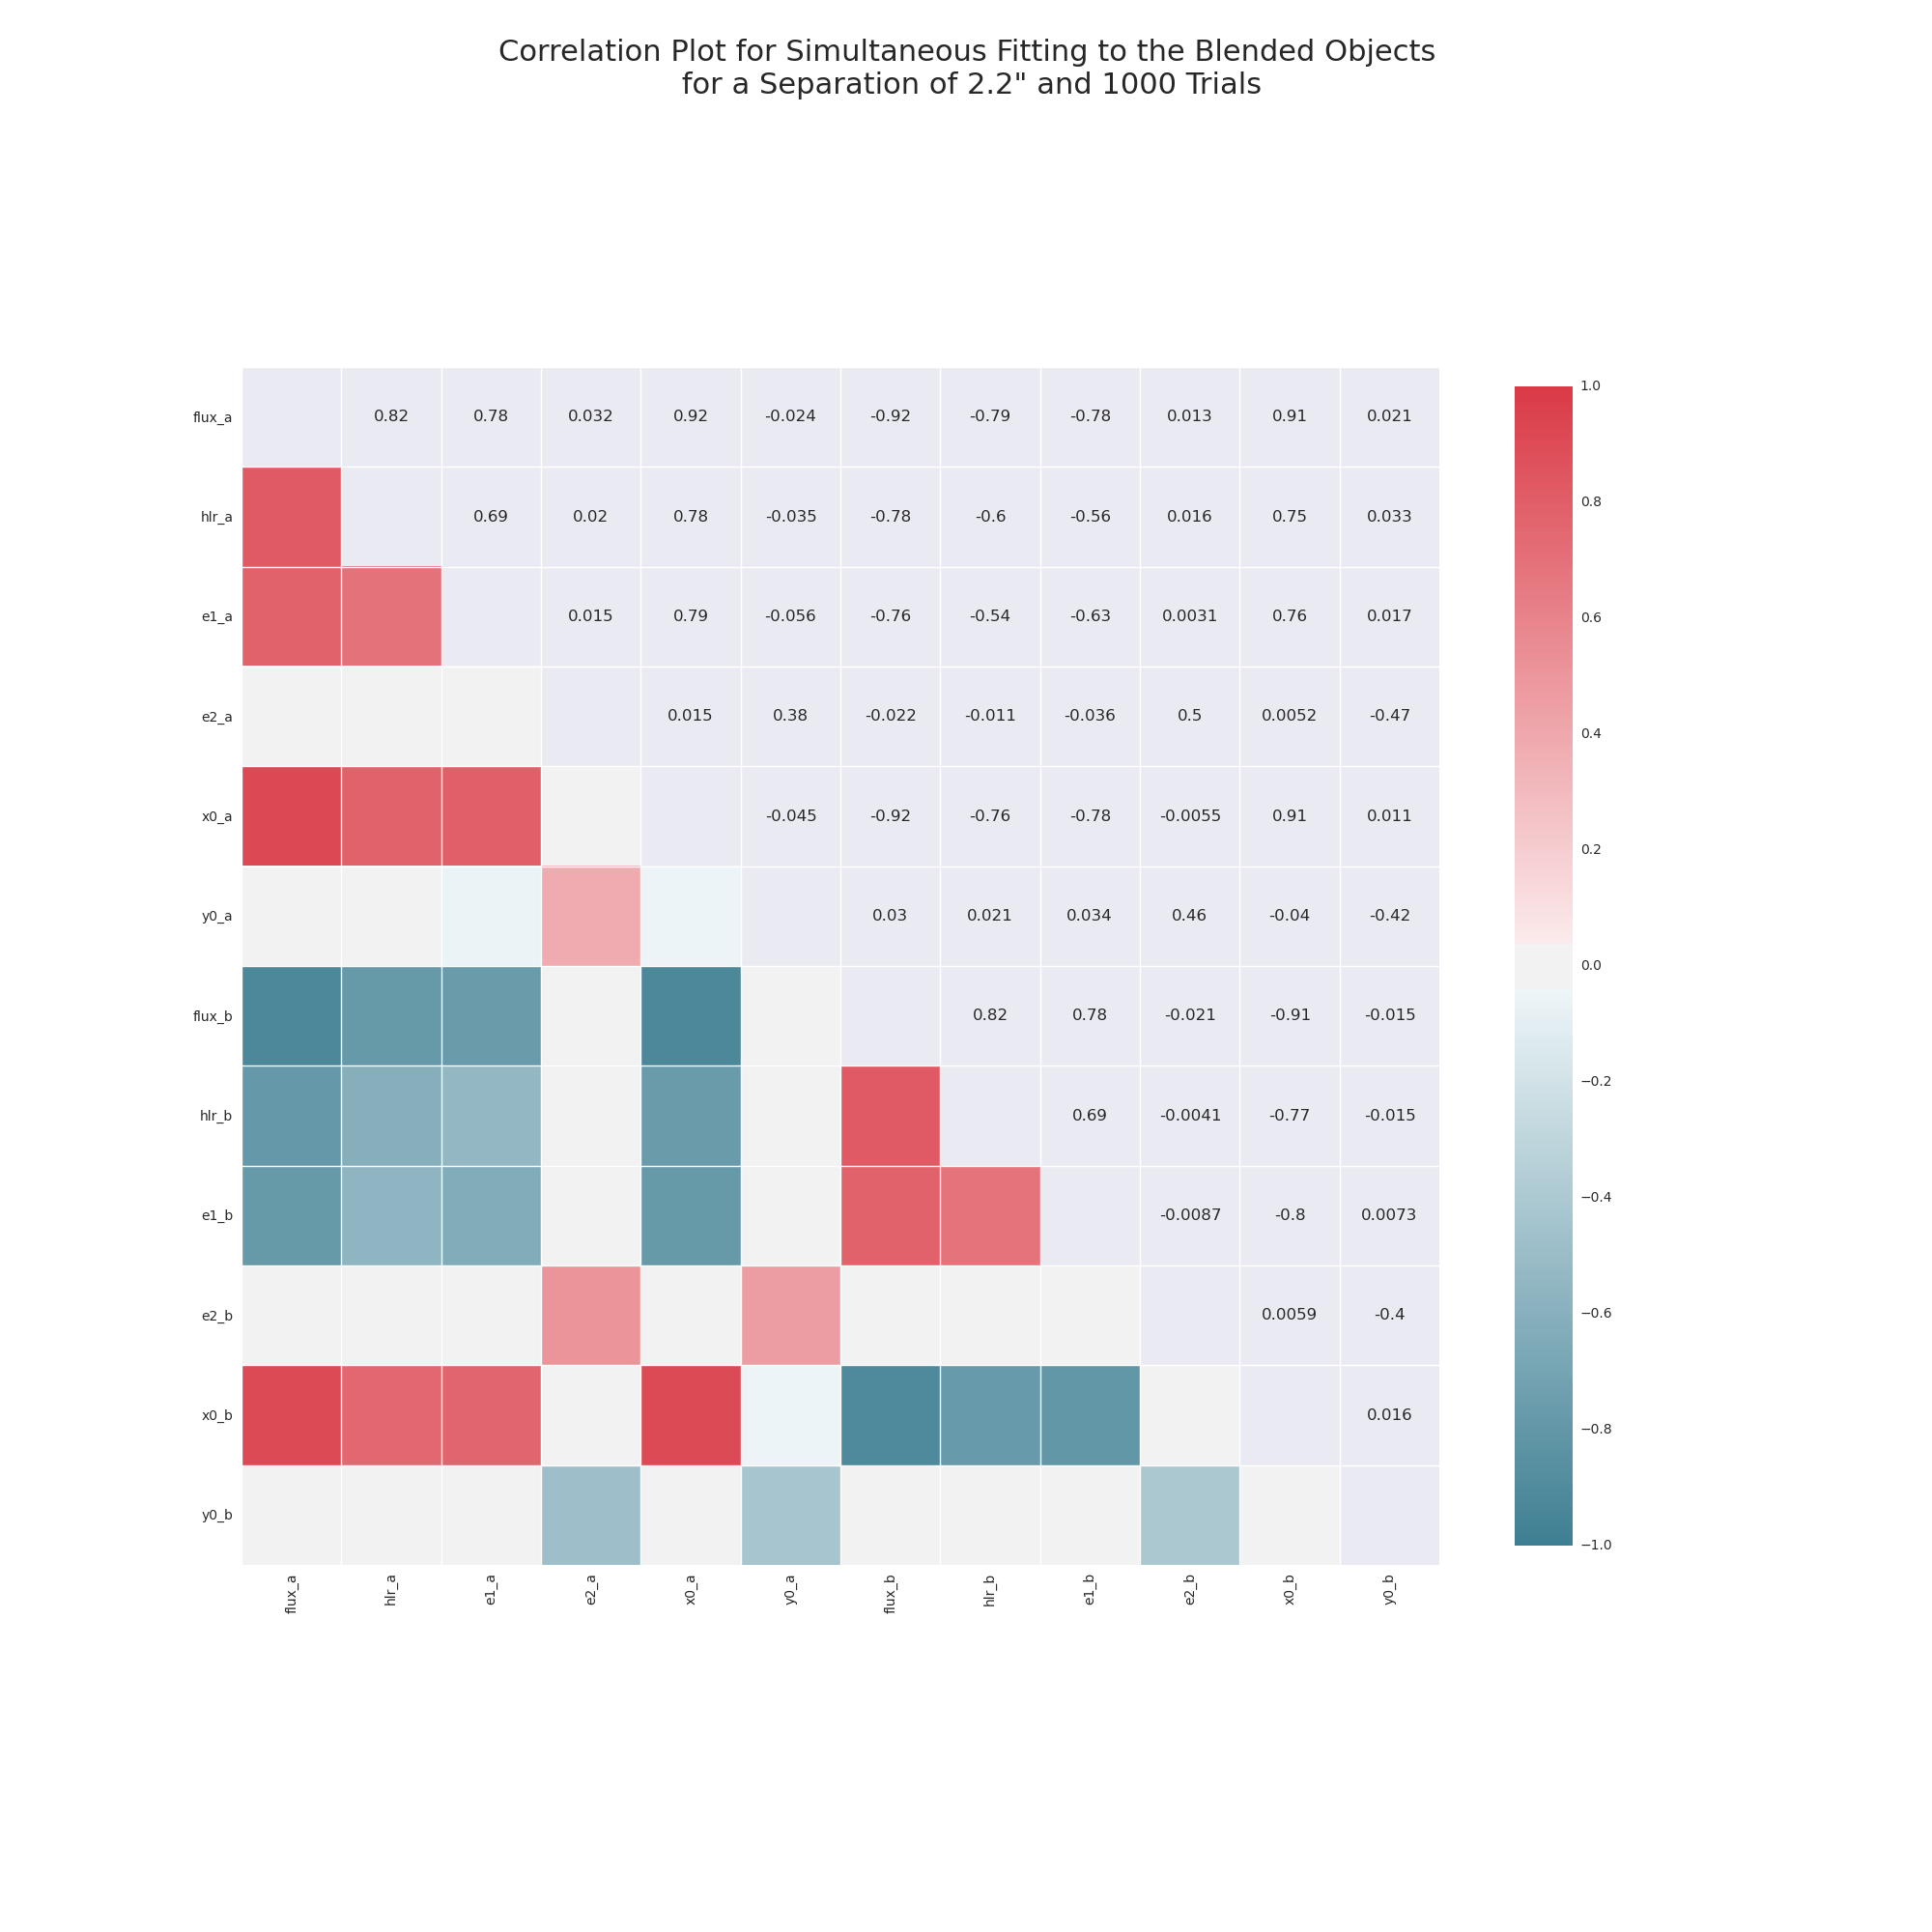 Correlation Plot for Simultaneous Fitting to the Blended Objects
for a Separation of 2.2" and 1000 Trials
flux_a 0.82 0.78 0.032 0.92 -0.024 -0.92 -0.79 -0.78 0.013 0.91 0.021
hlr_a 0.69 0.02 0.78 -0.035 -0.78 -0.6 -0.56 0.016 0.75 0.033
e1_a 0.015 0.79 -0.056 -0.76 -0.54 -0.63 0.0031 0.76 0.017
e2_a 0.015 0.38 -0.022 -0.011 -0.036 0.5 0.0052 -0.47
x0_a -0.045 -0.92 -0.76 -0.78 -0.0055 0.91 0.011
y0_a 0.03 0.021 0.034 0.46 -0.04 -0.42
flux_b 0.82 0.78 -0.021 -0.91 -0.015
hlr_b 0.69 -0.0041 -0.77 -0.015
e1_b -0.0087 -0.8 0.0073
e2_b 0.0059 -0.4
x0_b 0.016
y0_b
flux_a hlr_a e1_a e2_a x0_a y0_a flux_b hlr_b e1_b e2_b x0_b y0_b
1.0
0.8
0.6
0.4
0.2
0.0
−0.2
−0.4
−0.6
−0.8
−1.0